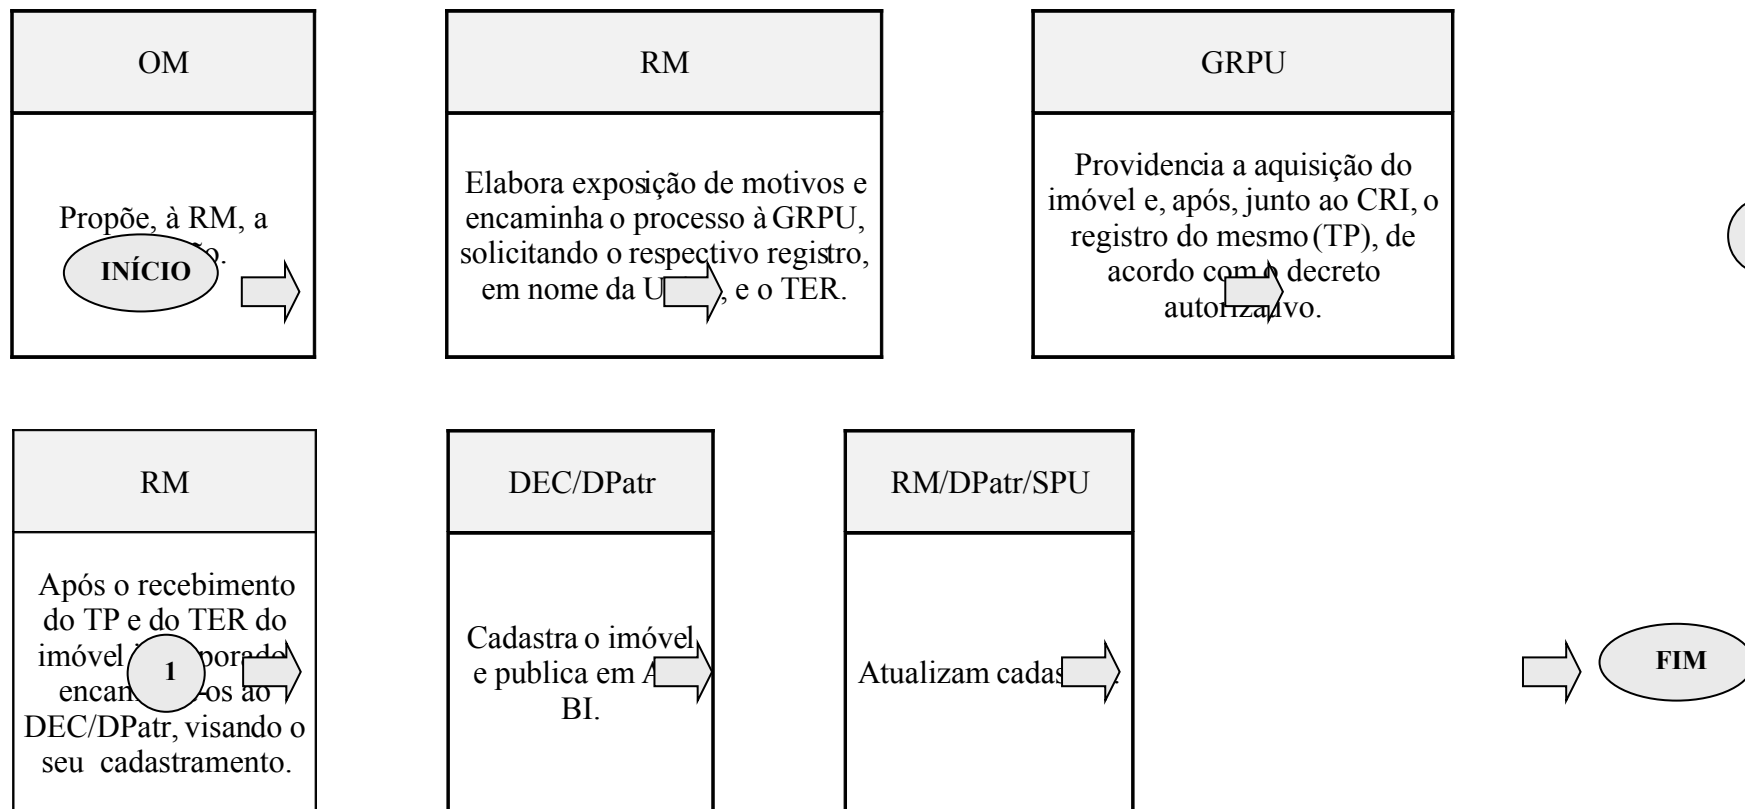 OM
Propõe, à RM, a
INÍCIO
RM
Elabora exposição de motivos e
encaminha o processo à GRPU,
solicitando o respectivo registro,
em nome da , e o TER.
GRPU
Providencia a aquisição do
imóvel e, após, junto ao CRI, o
registro do mesmo (TP), de
acordo com o decreto
autorizativo.
RM
Após o recebimento
do TP e do TER do
imóvel
1
DEC/DPatr, visando o
seu cadastramento.
DEC/DPatr
Cadastra o imóvel
e publica em
BI.
RM/DPatr/SPU
Atualizam
FIM